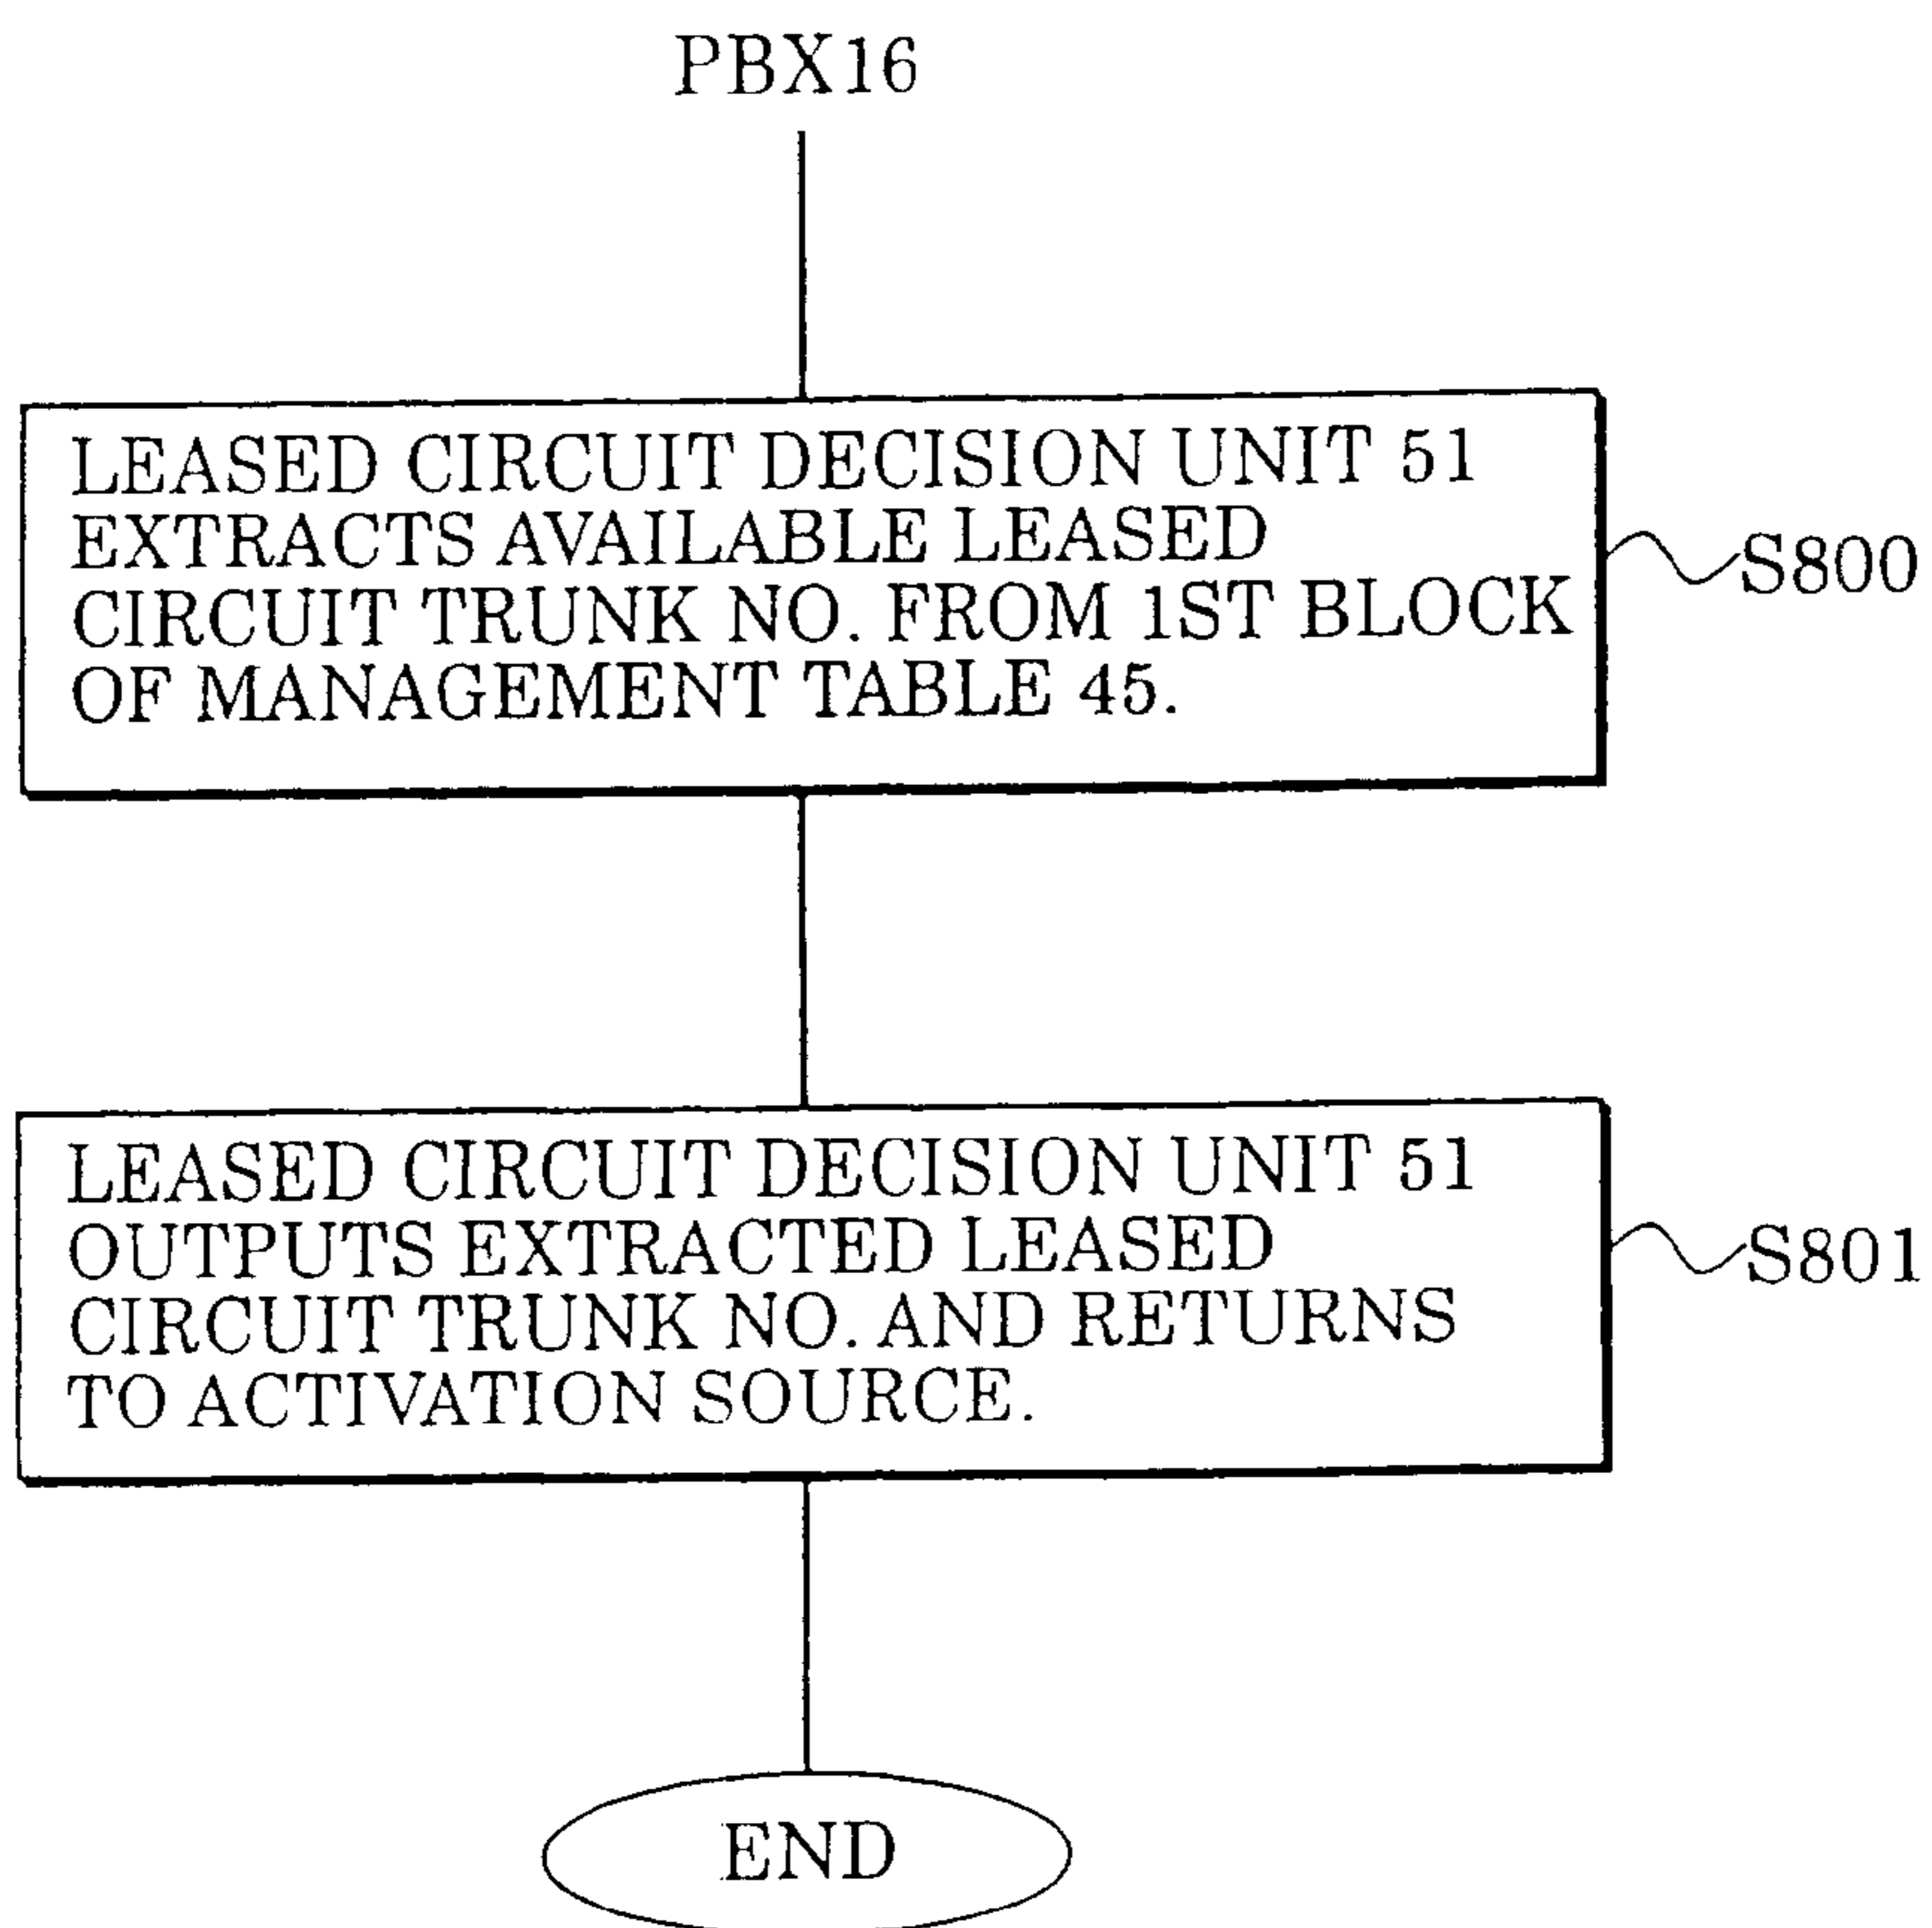 PBX16
LEASED CIRCUIT DECISION UNIT 51
EXTRACTS AVAILABLE LEASED
CIRCUIT TRUNK NO. FROM 1ST BLOCK
OF MANAGEMENT TABLE 45.
S800
LEASED CIRCUIT DECISION UNIT 51
OUTPUTS EXTRACTED LEASED
CIRCUIT TRUNK NO. AND RETURNS
TO ACTIVATION SOURCE.
S801
END